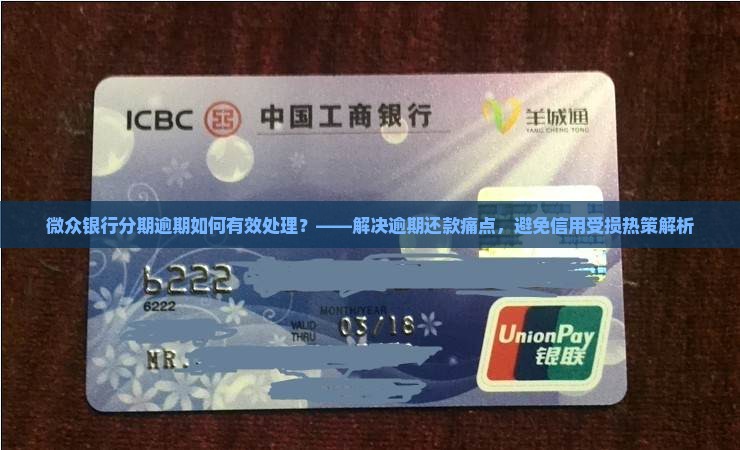 ICBC 中国工商银行 羊城通
YANG CHENG TONG
微众银行分期逾期如何有效处理？——解决逾期还款痛点，避免信用受损热策解析
6222
6222
MONTH/YEAR
VALID THRU 03/18
MR.
UnionPay
银联